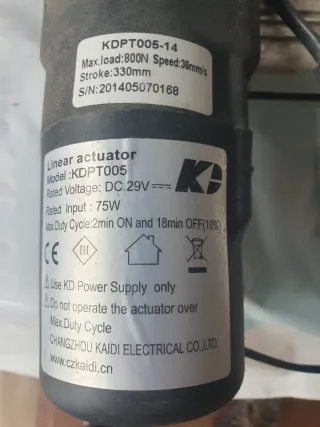 KDPT005-14
Max.load:800N Speed:36mm/s
Stroke:330mm
S/N:201405070168
Linear actuator
Model:KDPT005
Rated Voltage: DC 29V
Rated Input : 75W
Max.Duty Cycle:2min ON and 18min OFF(10%)
KD
CE III
Use KD Power Supply only
Do not operate the actuator over
Max.Duty Cycle
CHANGZHOU KAIDI ELECTRICAL CO.,LTD.
www.czkaidi.cn